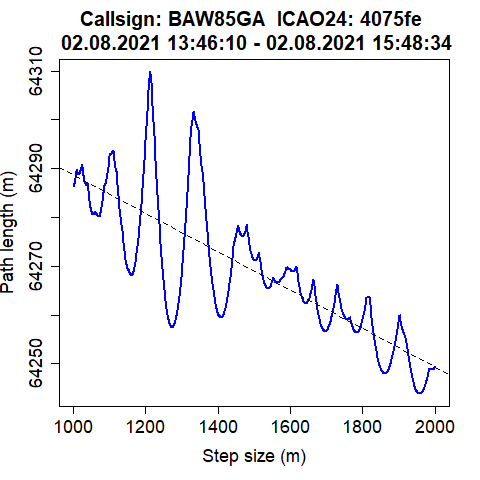 Callsign: BAW85GA  ICAO24: 4075fe
02.08.2021 13:46:10 - 02.08.2021 15:48:34
64310
64290
64270
64250
Path length (m)
1000 1200 1400 1600 1800 2000
Step size (m)